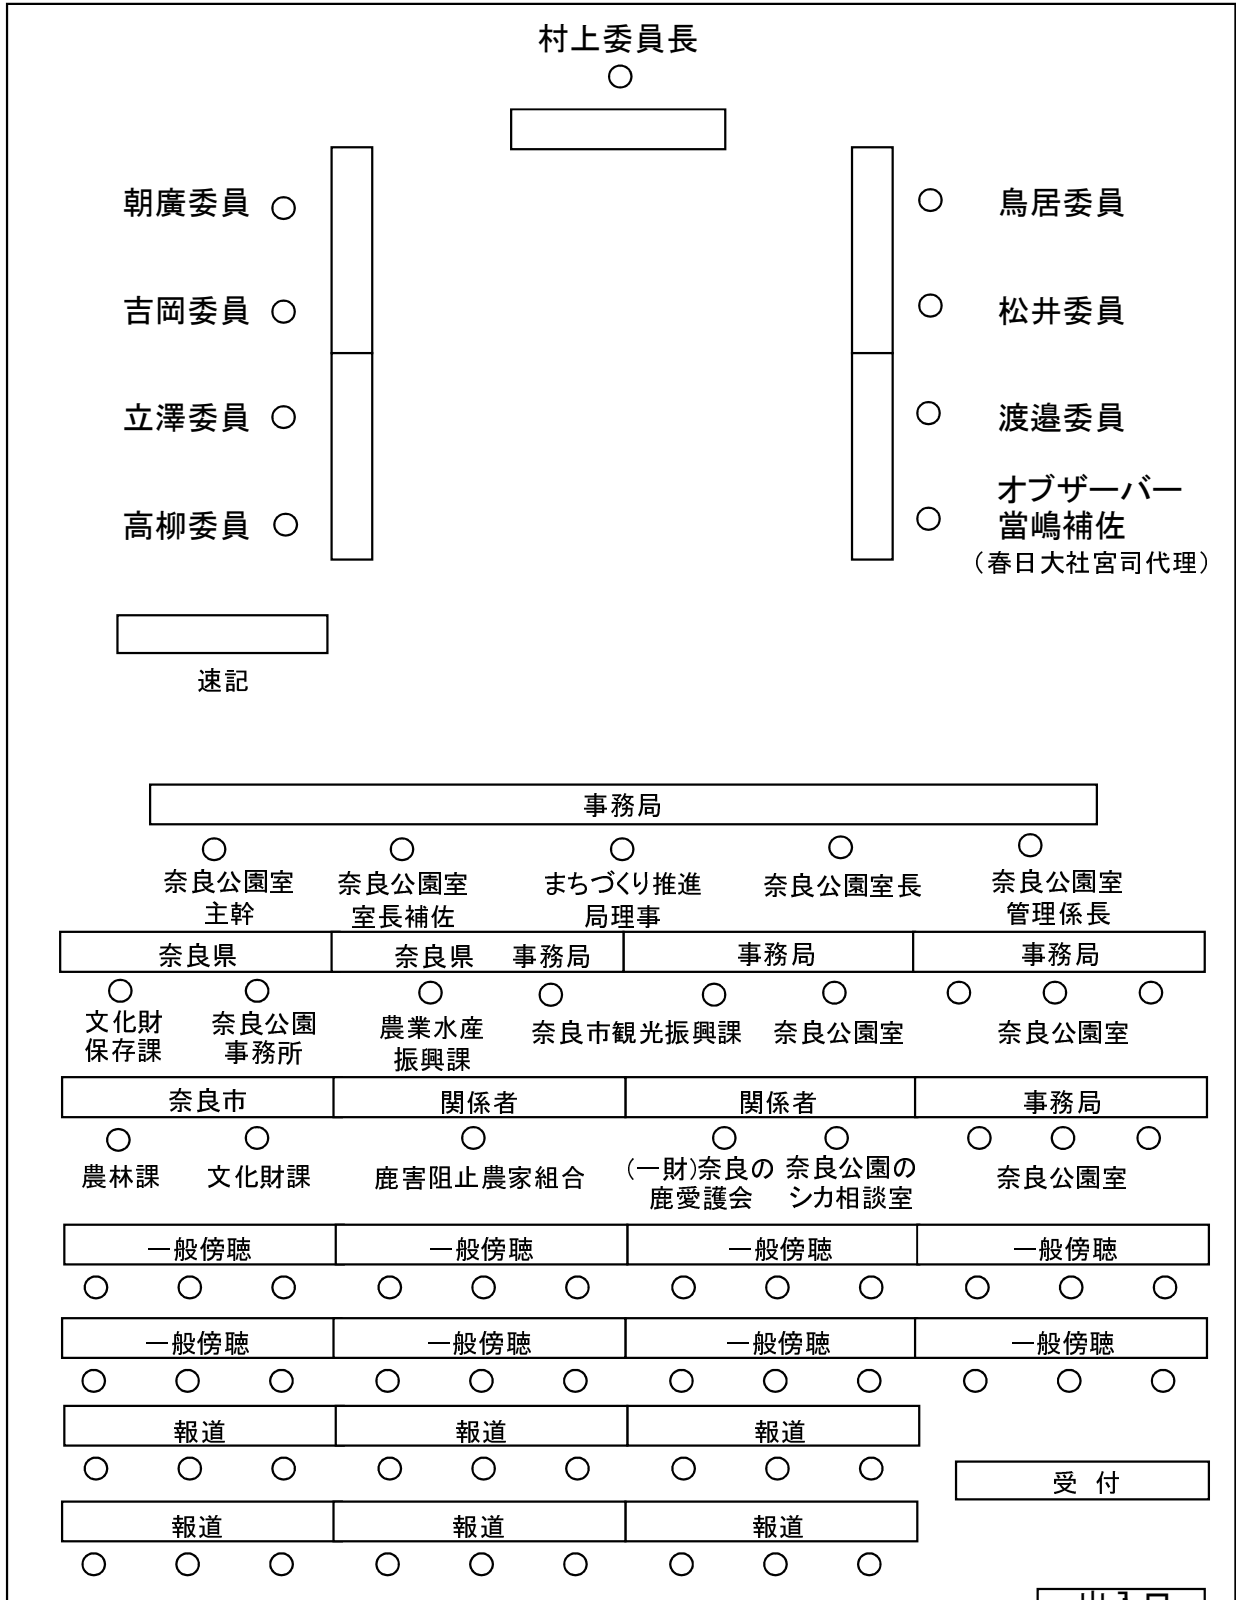 村上委員長
朝廣委員
鳥居委員
吉岡委員
松井委員
立澤委員
渡邉委員
高柳委員
オブザーバー
當嶋補佐
（春日大社宮司代理）
速記
事務局
奈良公園室
主幹
奈良公園室
室長補佐
まちづくり推進
局理事
奈良公園室長
奈良公園室
管理係長
奈良県
奈良県 事務局
事務局
事務局
文化財
保存課
奈良公園
事務所
農業水産
振興課
奈良市観光振興課
奈良公園室
奈良公園室
奈良市
関係者
関係者
事務局
農林課
文化財課
鹿害阻止農家組合
（一財）奈良の
鹿愛護会
奈良公園の
シカ相談室
奈良公園室
一般傍聴
一般傍聴
一般傍聴
一般傍聴
一般傍聴
一般傍聴
一般傍聴
一般傍聴
報道
報道
報道
受 付
報道
報道
報道
出入口